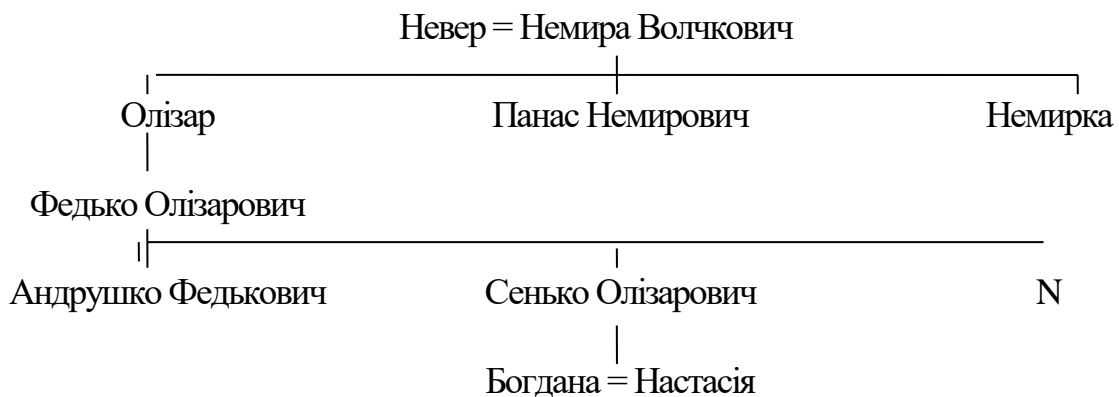 Невер = Немира Волчкович
Олізар Панас Немирович Немирка
Федько Олізарович
Андрушко Федькович Сенько Олізарович N
Богдана = Настасія